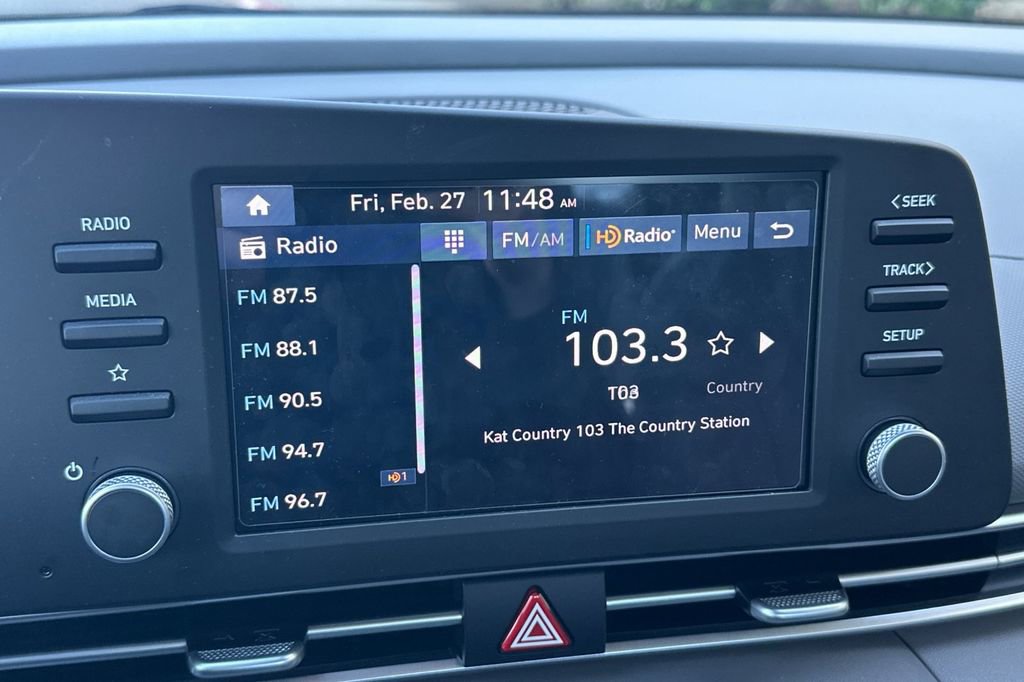 RADIO
MEDIA
Fri, Feb. 27 11:48 AM
Radio FM/AM HD Radio® Menu
FM 87.5
FM 88.1
FM 90.5
FM 94.7
HD1
FM 96.7
FM
103.3
Country
Kat Country 103 The Country Station
<SEEK
TRACK>
SETUP